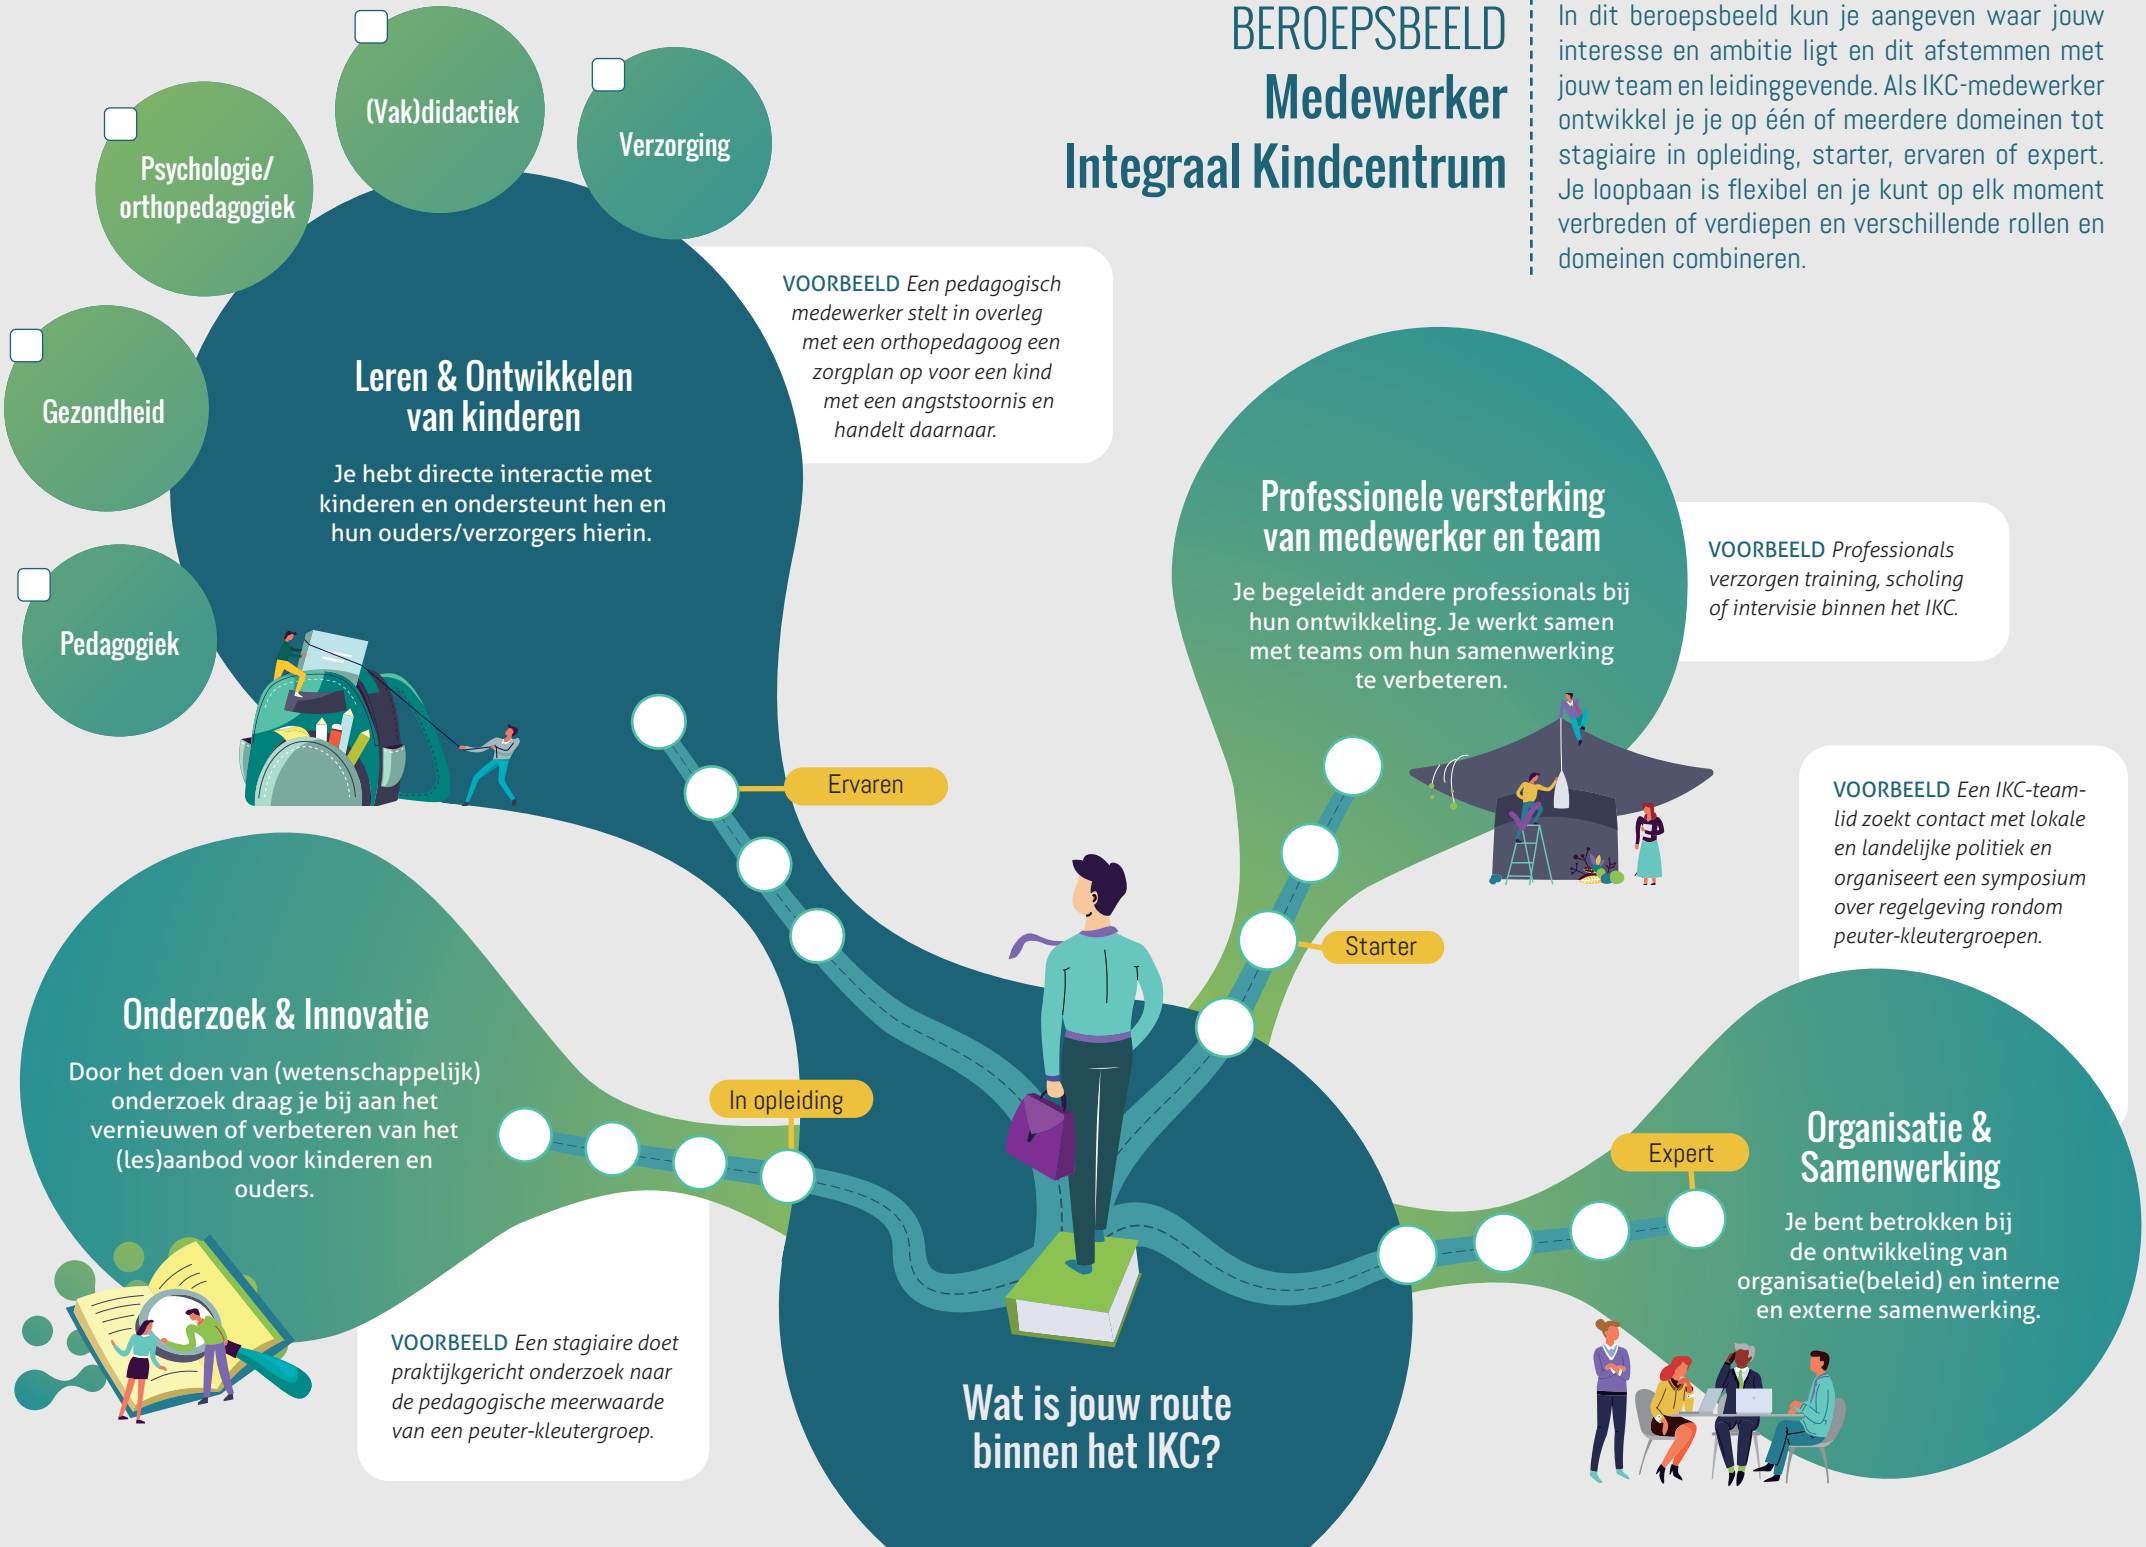 BEROEPSBEELD
Medewerker
Integraal Kindcentrum
In dit beroepsbeeld kun je aangeven waar jouw
interesse en ambitie ligt en dit afstemmen met
jouw team en leidinggevende. Als IKC-medewerker
ontwikkel je je op één of meerdere domeinen tot
stagiaire in opleiding, starter, ervaren of expert.
Je loopbaan is flexibel en je kunt op elk moment
verbreden of verdiepen en verschillende rollen en
domeinen combineren.
(Vak)didactiek
Verzorging
Psychologie/
orthopedagogiek
Gezondheid
Pedagogiek
Leren & Ontwikkelen
van kinderen
Je hebt directe interactie met
kinderen en ondersteunt hen en
hun ouders/verzorgers hierin.
VOORBEELD Een pedagogisch
medewerker stelt in overleg
met een orthopedagoog een
zorgplan op voor een kind
met een angststoornis en
handelt daarnaar.
Professionele versterking
van medewerker en team
Je begeleidt andere professionals bij
hun ontwikkeling. Je werkt samen
met teams om hun samenwerking
te verbeteren.
VOORBEELD Professionals
verzorgen training, scholing
of intervisie binnen het IKC.
Ervaren
Starter
VOORBEELD Een IKC-team-
lid zoekt contact met lokale
en landelijke politiek en
organiseert een symposium
over regelgeving rondom
peuter-kleutergroepen.
Onderzoek & Innovatie
Door het doen van (wetenschappelijk)
onderzoek draag je bij aan het
vernieuwen of verbeteren van het
(les)aanbod voor kinderen en
ouders.
In opleiding
Expert
Organisatie &
Samenwerking
Je bent betrokken bij
de ontwikkeling van
organisatie(beleid) en interne
en externe samenwerking.
VOORBEELD Een stagiaire doet
praktijkgericht onderzoek naar
de pedagogische meerwaarde
van een peuter-kleutergroep.
Wat is jouw route
binnen het IKC?